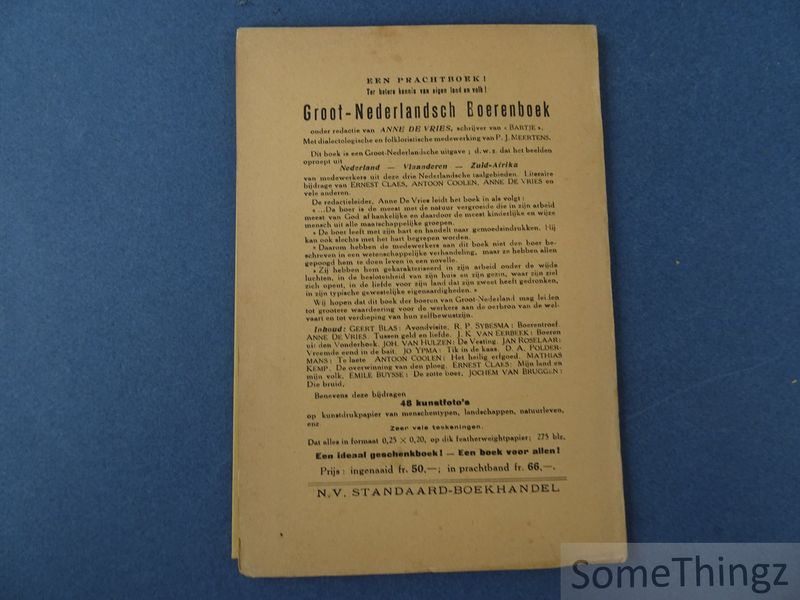 EEN PRACHTBOEK!
Ter betere kennis van eigen land en volk!
Groot-Nederlandsch Boerenboek
onder redactie van ANNE DE VRIES, schrijver van « BARTJE »,
Met dialectologische en folkloristische medewerking van P. J. MEERTENS.
Dit boek is een Groot-Nederlandsche uitgave; d. w. z. dat het beelden
oproept uit
Nederland — Vlaanderen — Zuid-Afrika
van medewerkers uit deze drie Nederlandsche taalgebieden. Literaire
bijdrage van ERNEST CLAES, ANTOON COOLEN, ANNE DE VRIES en
vele anderen.
De redactieleider, Anne De Vries leidt het boek in als volgt:
« ...De boer is de meest met de natuur vergroeide die in zijn arbeid
meest van God afhankelijke en daardoor de meest kinderlijke en wijze
mensch uit alle maatschappelijke groepen.
» De boer leeft met zijn hart en handelt naar gemoedsindrukken. Hij
kan ook slechts met het hart begrepen worden.
» Daarom hebben de medewerkers aan dit boek niet den boer be-
schreven in een wetenschappelijke verhandeling, maar ze hebben allen
gepoogd hem te doen leven in een novelle.
» Zij hebben hem gekarakteriseerd in zijn arbeid onder de wijde
luchten, in de beslotenheid van zijn huis en zijn gezin, waar zijn ziel
zich opent, in de liefde voor zijn land dat zijn zweet heeft gedronken,
in zijn typische gewestelijke eigenaardigheden. »
Wij hopen dat dit boek der boeren van Groot-Nederland mag leiden
tot grootere waardeering voor de werkers aan de oerbron van de wel-
vaart en tot verdieping van hun zelfbewustzijn.
Inhoud: GEERT BLAS: Avondvisite. R. P. SYBESMA: Boerentroef.
ANNE DE VRIES: Tussen geld en liefde. J. K. VAN EERBEEK: Boeren
uit den Vonderhoek. JOH. VAN HULZEN: De Vesting. JAN ROSELAAR:
Vreemde eend in de bait. JO YPMA: Tik in de kaas. D. A. POLDER-
MANS: Te laete. ANTOON COOLEN: Het heilig erfgoed. MATHIAS
KEMP. De overwinning van den ploeg. ERNEST CLAES: Mijn land en
mijn volk. EMILE BUYSSE: De zotte boer. JOCHEM VAN BRUGGEN:
Die bruid.
Benevens deze bijdragen
48 kunstfoto's
op kunstdrukpapier van menschentypen, landschappen, natuurleven,
enz.
Zeer vele teekeningen.
Dat alles in formaat 0,25 × 0,20, op dik featherweightpapier; 275 blz.
Een ideaal geschenkboek! — Een boek voor allen!
Prijs: ingenaaid fr. 50,—; in prachtband fr. 66,—.
N.V. STANDAARD-BOEKHANDEL
SomeThingz